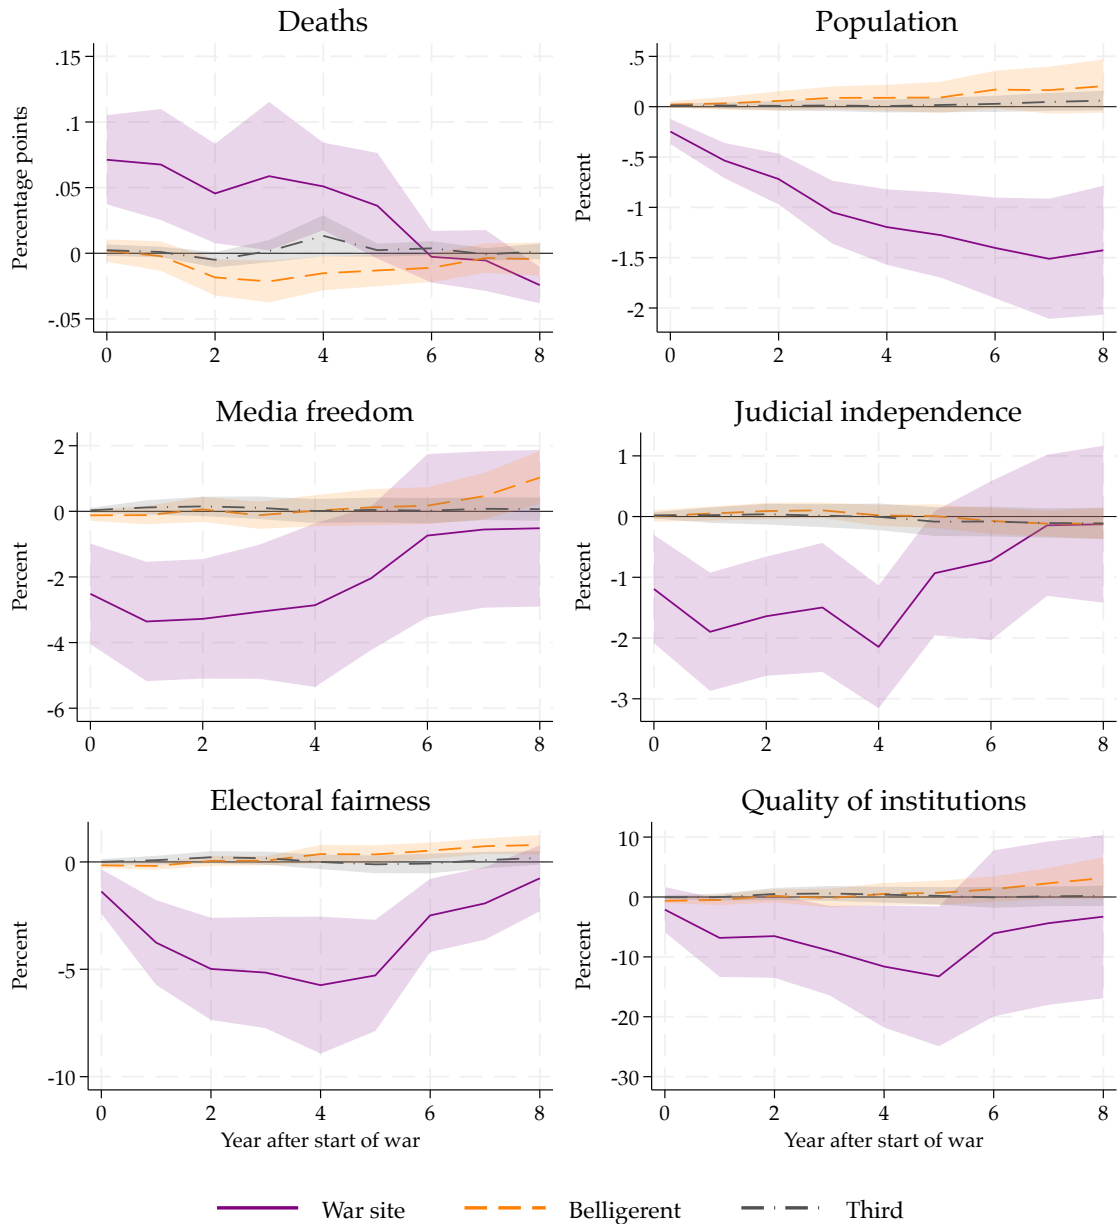 Deaths
Percentage points
.15
.1
.05
0
-.05
0 2 4 6 8
Population
Percent
.5
0
-.5
-1
-1.5
-2
0 2 4 6 8
Media freedom
Percent
2
0
-2
-4
-6
0 2 4 6 8
Judicial independence
Percent
1
0
-1
-2
-3
0 2 4 6 8
Electoral fairness
Percent
0
-5
-10
0 2 4 6 8
Year after start of war
Quality of institutions
Percent
10
0
-10
-20
-30
0 2 4 6 8
Year after start of war
War site Belligerent Third